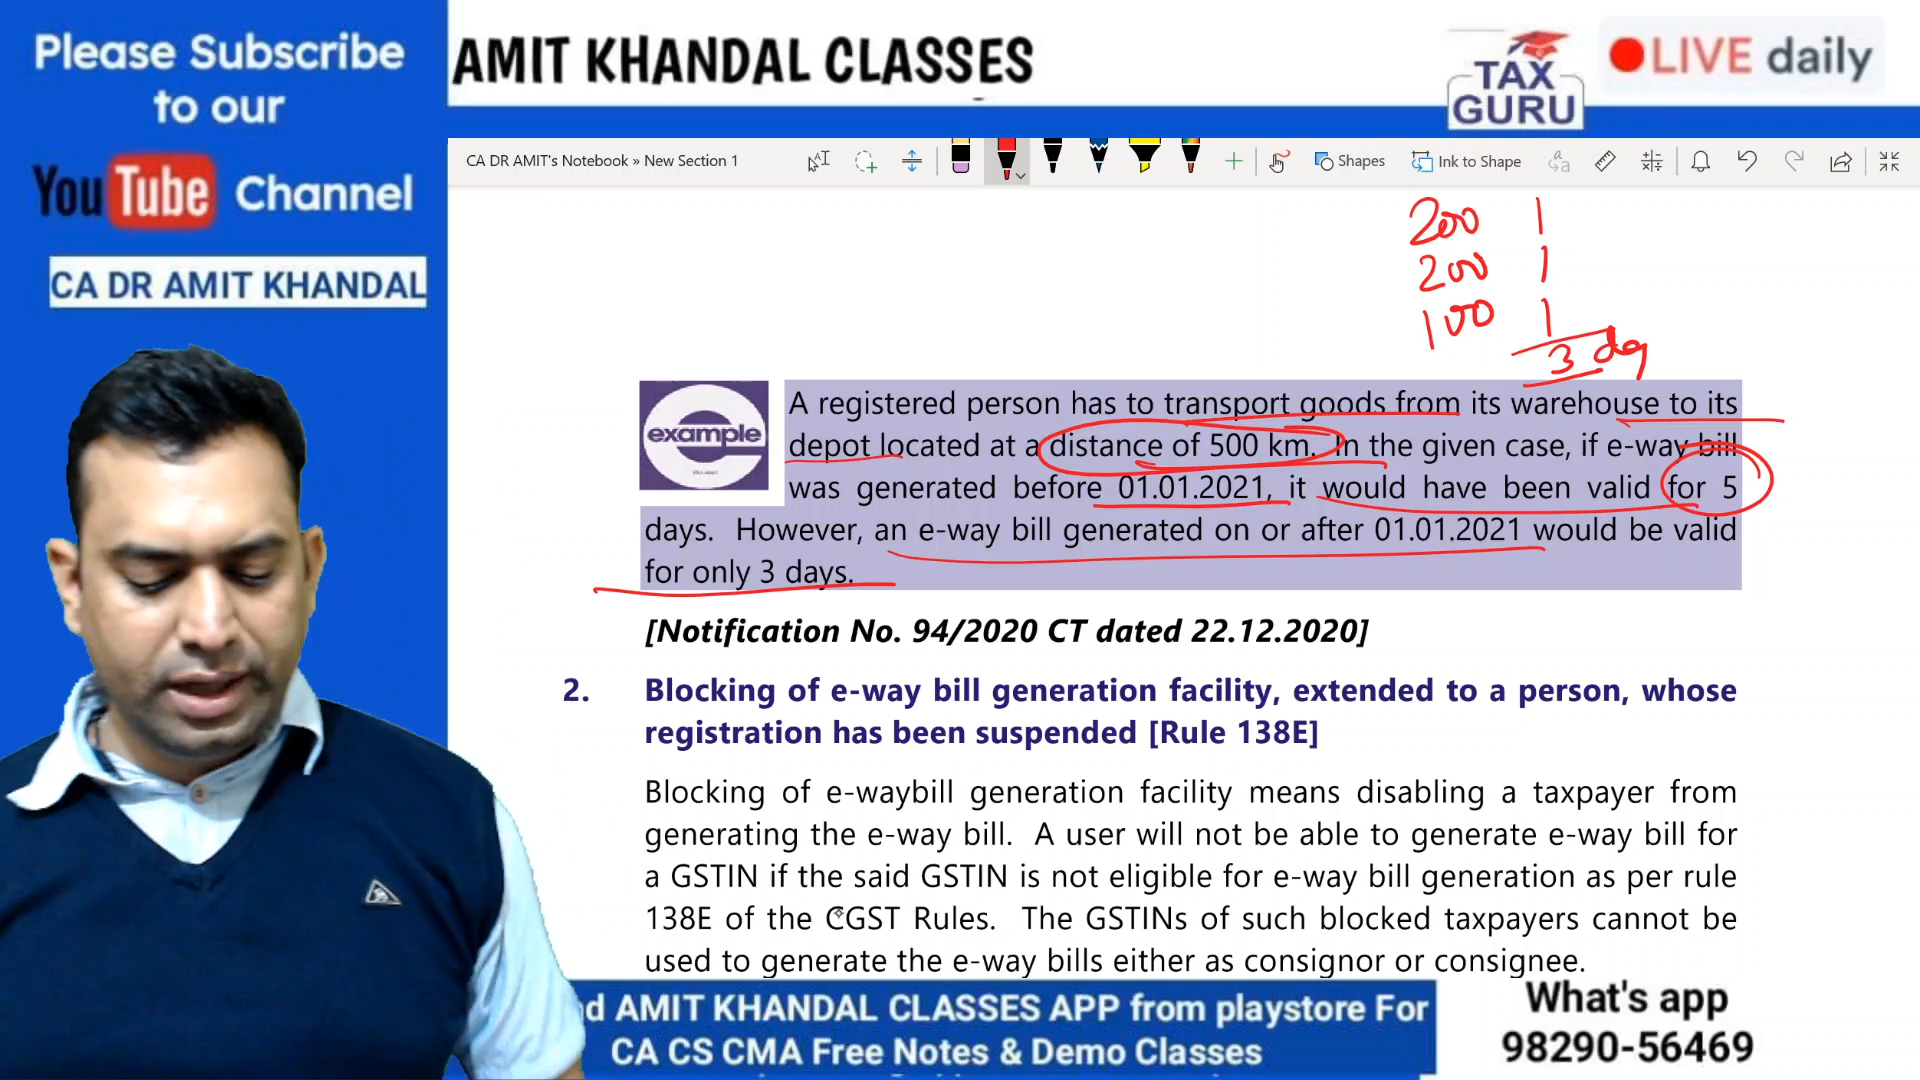 Please Subscribe
to our
YouTube Channel
CA DR AMIT KHANDAL
AMIT KHANDAL CLASSES
TAX
GURU
LIVE daily
CA DR AMIT's Notebook » New Section 1
Shapes
Ink to Shape
200 1
200 1
100 1
3
example
A registered person has to transport goods from its warehouse to its
depot located at a distance of 500 km. In the given case, if e-way bill
was generated before 01.01.2021, it would have been valid for 5
days. However, an e-way bill generated on or after 01.01.2021 would be valid
for only 3 days.
[Notification No. 94/2020 CT dated 22.12.2020]
2. Blocking of e-way bill generation facility, extended to a person, whose
registration has been suspended [Rule 138E]
Blocking of e-waybill generation facility means disabling a taxpayer from
generating the e-way bill. A user will not be able to generate e-way bill for
a GSTIN if the said GSTIN is not eligible for e-way bill generation as per rule
138E of the CGST Rules. The GSTINs of such blocked taxpayers cannot be
used to generate the e-way bills either as consignor or consignee.
AMIT KHANDAL CLASSES APP from playstore For
CA CS CMA Free Notes & Demo Classes
What's app
98290-56469